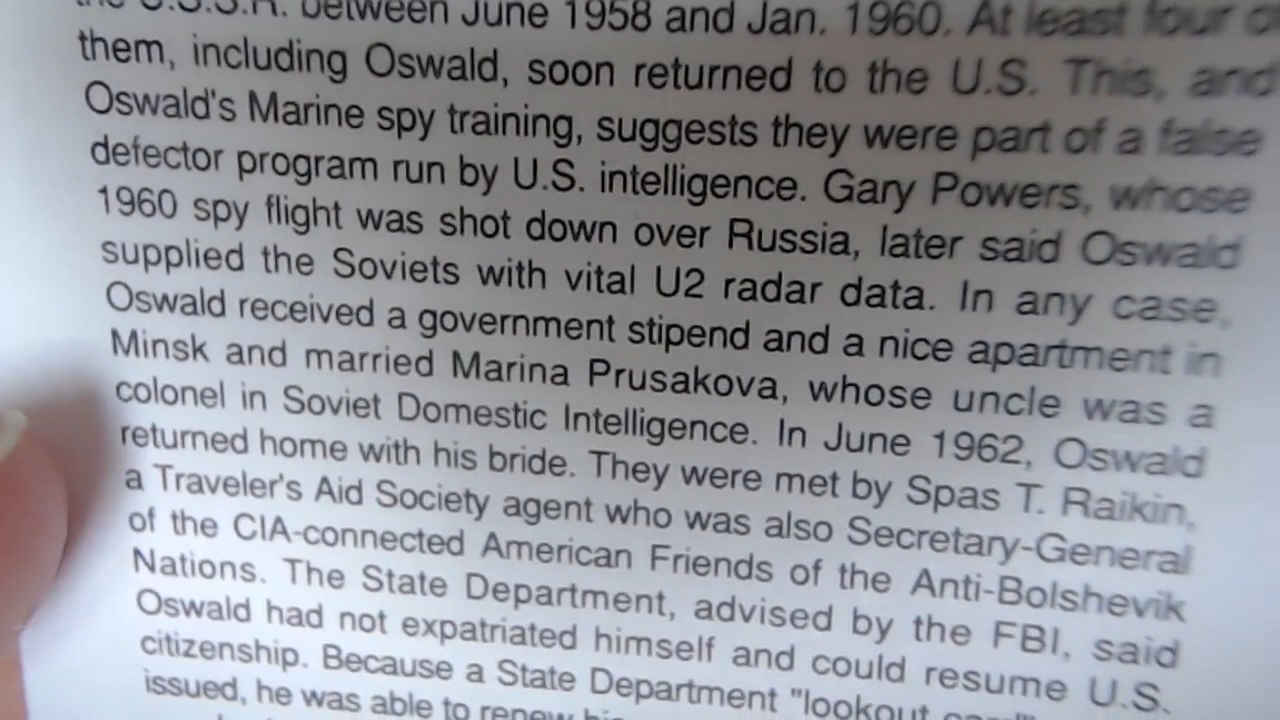 the U.S.S.R. between June 1958 and Jan. 1960. At least four of
them, including Oswald, soon returned to the U.S. This, and
Oswald's Marine spy training, suggests they were part of a false
defector program run by U.S. intelligence. Gary Powers, whose
1960 spy flight was shot down over Russia, later said Oswald
supplied the Soviets with vital U2 radar data. In any case,
Oswald received a government stipend and a nice apartment in
Minsk and married Marina Prusakova, whose uncle was a
colonel in Soviet Domestic Intelligence. In June 1962, Oswald
returned home with his bride. They were met by Spas T. Raikin,
a Traveler's Aid Society agent who was also Secretary-General
of the CIA-connected American Friends of the Anti-Bolshevik
Nations. The State Department, advised by the FBI, said
Oswald had not expatriated himself and could resume U.S.
citizenship. Because a State Department "lookout card"
issued, he was able to renew his